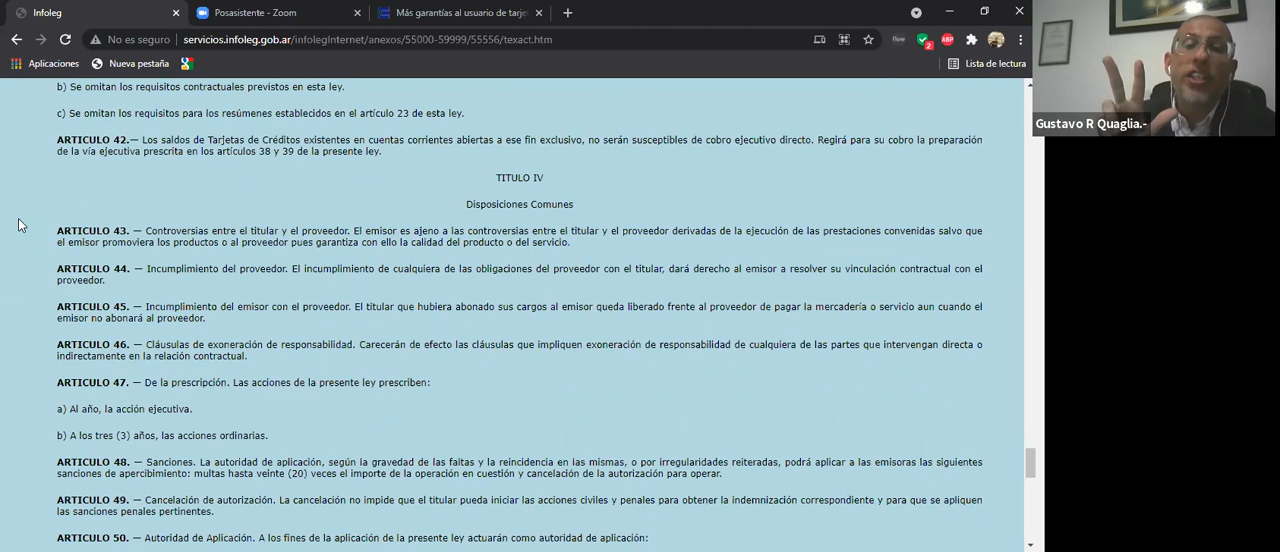 Infoleg
Posasistente - Zoom
Más garantías al usuario de tarje
No es seguro
servicios.infoleg.gob.ar/infolegInternet/anexos/55000-59999/55556/texact.htm
flow
2
ABP
Aplicaciones
Nueva pestaña
Lista de lectura
Gustavo R Quaglia.-
b) Se omitan los requisitos contractuales previstos en esta ley.
c) Se omitan los requisitos para los resúmenes establecidos en el artículo 23 de esta ley.
ARTICULO 42.— Los saldos de Tarjetas de Créditos existentes en cuentas corrientes abiertas a ese fin exclusivo, no serán susceptibles de cobro ejecutivo directo. Regirá para su cobro la preparación
de la vía ejecutiva prescrita en los artículos 38 y 39 de la presente ley.
TITULO IV
Disposiciones Comunes
ARTICULO 43. — Controversias entre el titular y el proveedor. El emisor es ajeno a las controversias entre el titular y el proveedor derivadas de la ejecución de las prestaciones convenidas salvo que
el emisor promoviera los productos o al proveedor pues garantiza con ello la calidad del producto o del servicio.
ARTICULO 44. — Incumplimiento del proveedor. El incumplimiento de cualquiera de las obligaciones del proveedor con el titular, dará derecho al emisor a resolver su vinculación contractual con el
proveedor.
ARTICULO 45. — Incumplimiento del emisor con el proveedor. El titular que hubiera abonado sus cargos al emisor queda liberado frente al proveedor de pagar la mercadería o servicio aun cuando el
emisor no abonará al proveedor.
ARTICULO 46. — Cláusulas de exoneración de responsabilidad. Carecerán de efecto las cláusulas que impliquen exoneración de responsabilidad de cualquiera de las partes que intervengan directa o
indirectamente en la relación contractual.
ARTICULO 47. — De la prescripción. Las acciones de la presente ley prescriben:
a) Al año, la acción ejecutiva.
b) A los tres (3) años, las acciones ordinarias.
ARTICULO 48. — Sanciones. La autoridad de aplicación, según la gravedad de las faltas y la reincidencia en las mismas, o por irregularidades reiteradas, podrá aplicar a las emisoras las siguientes
sanciones de apercibimiento: multas hasta veinte (20) veces el importe de la operación en cuestión y cancelación de la autorización para operar.
ARTICULO 49. — Cancelación de autorización. La cancelación no impide que el titular pueda iniciar las acciones civiles y penales para obtener la indemnización correspondiente y para que se apliquen
las sanciones penales pertinentes.
ARTICULO 50. — Autoridad de Aplicación. A los fines de la aplicación de la presente ley actuarán como autoridad de aplicación: